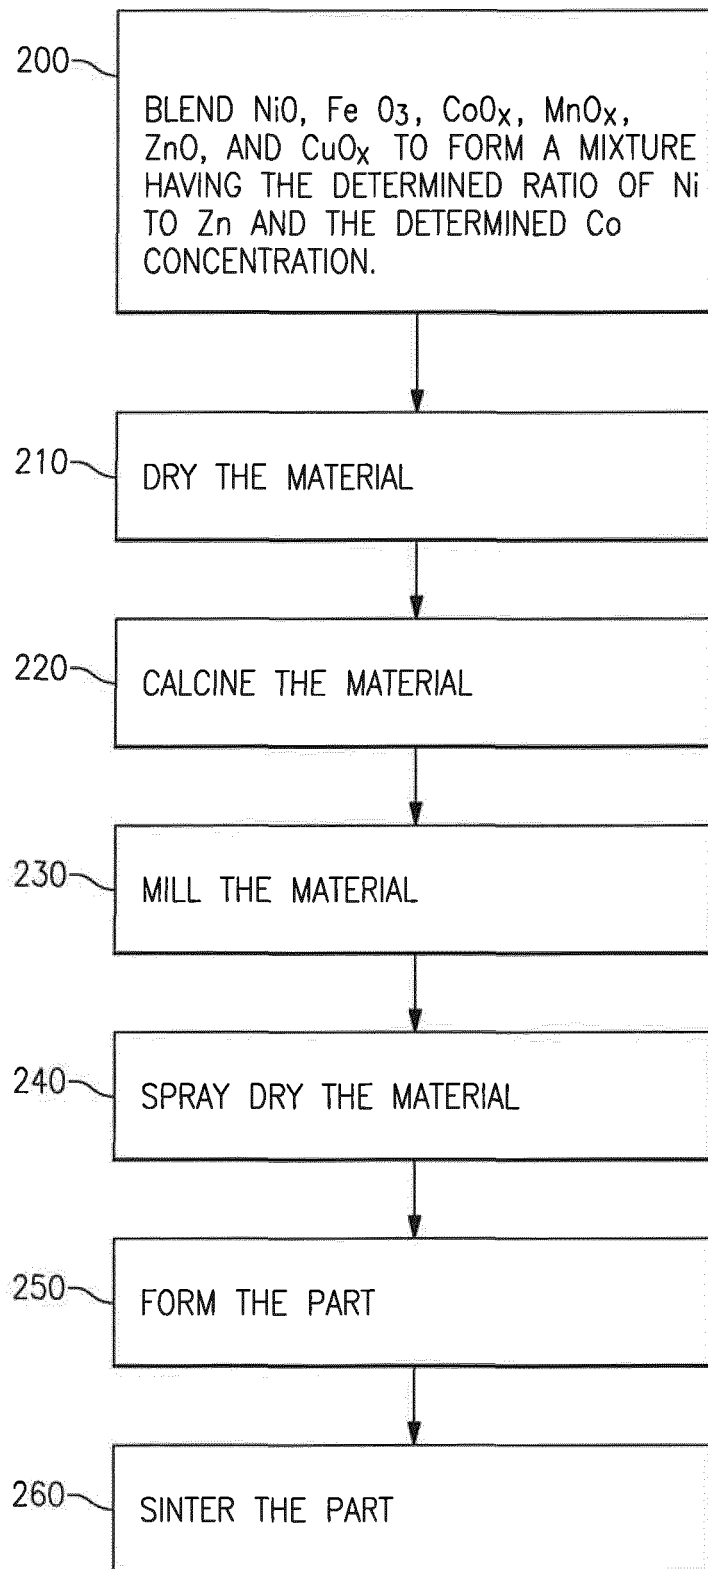 200
BLEND NiO, Fe O₃, CoOₓ, MnOₓ,
ZnO, AND CuOₓ TO FORM A MIXTURE
HAVING THE DETERMINED RATIO OF Ni
TO Zn AND THE DETERMINED Co
CONCENTRATION.
210
DRY THE MATERIAL
220
CALCINE THE MATERIAL
230
MILL THE MATERIAL
240
SPRAY DRY THE MATERIAL
250
FORM THE PART
260
SINTER THE PART